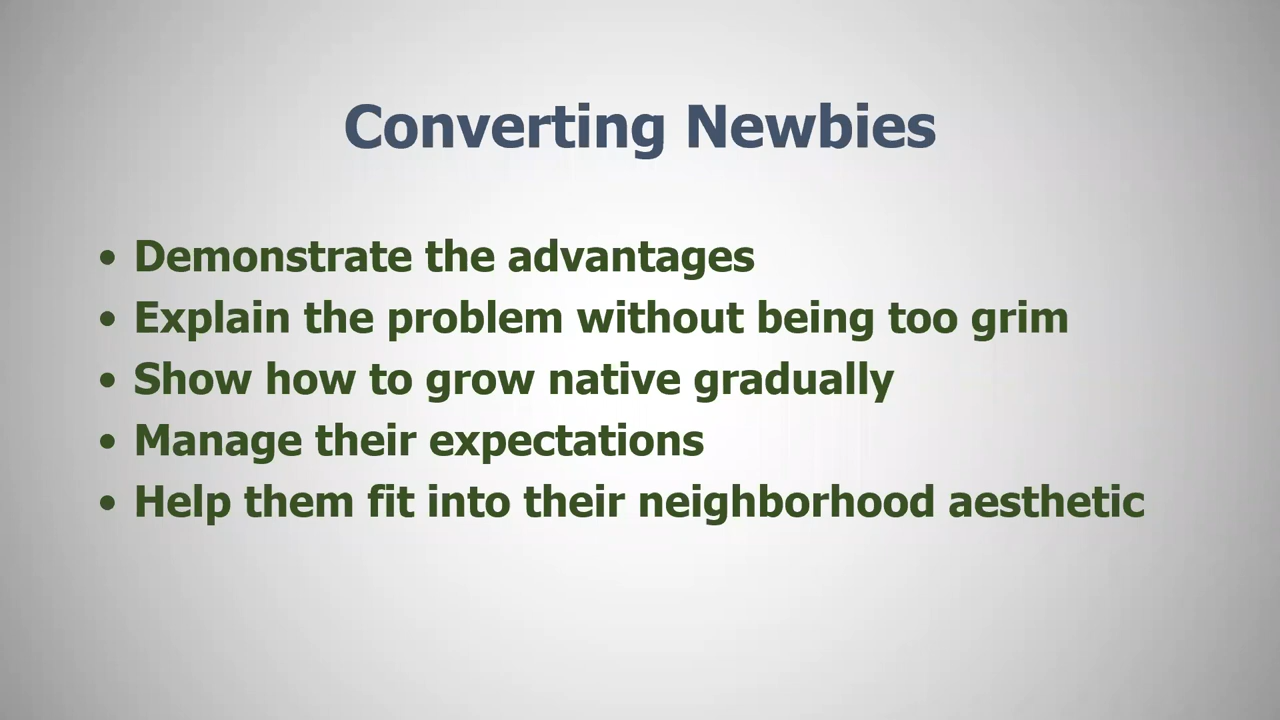 Converting Newbies
• Demonstrate the advantages
• Explain the problem without being too grim
• Show how to grow native gradually
• Manage their expectations
• Help them fit into their neighborhood aesthetic